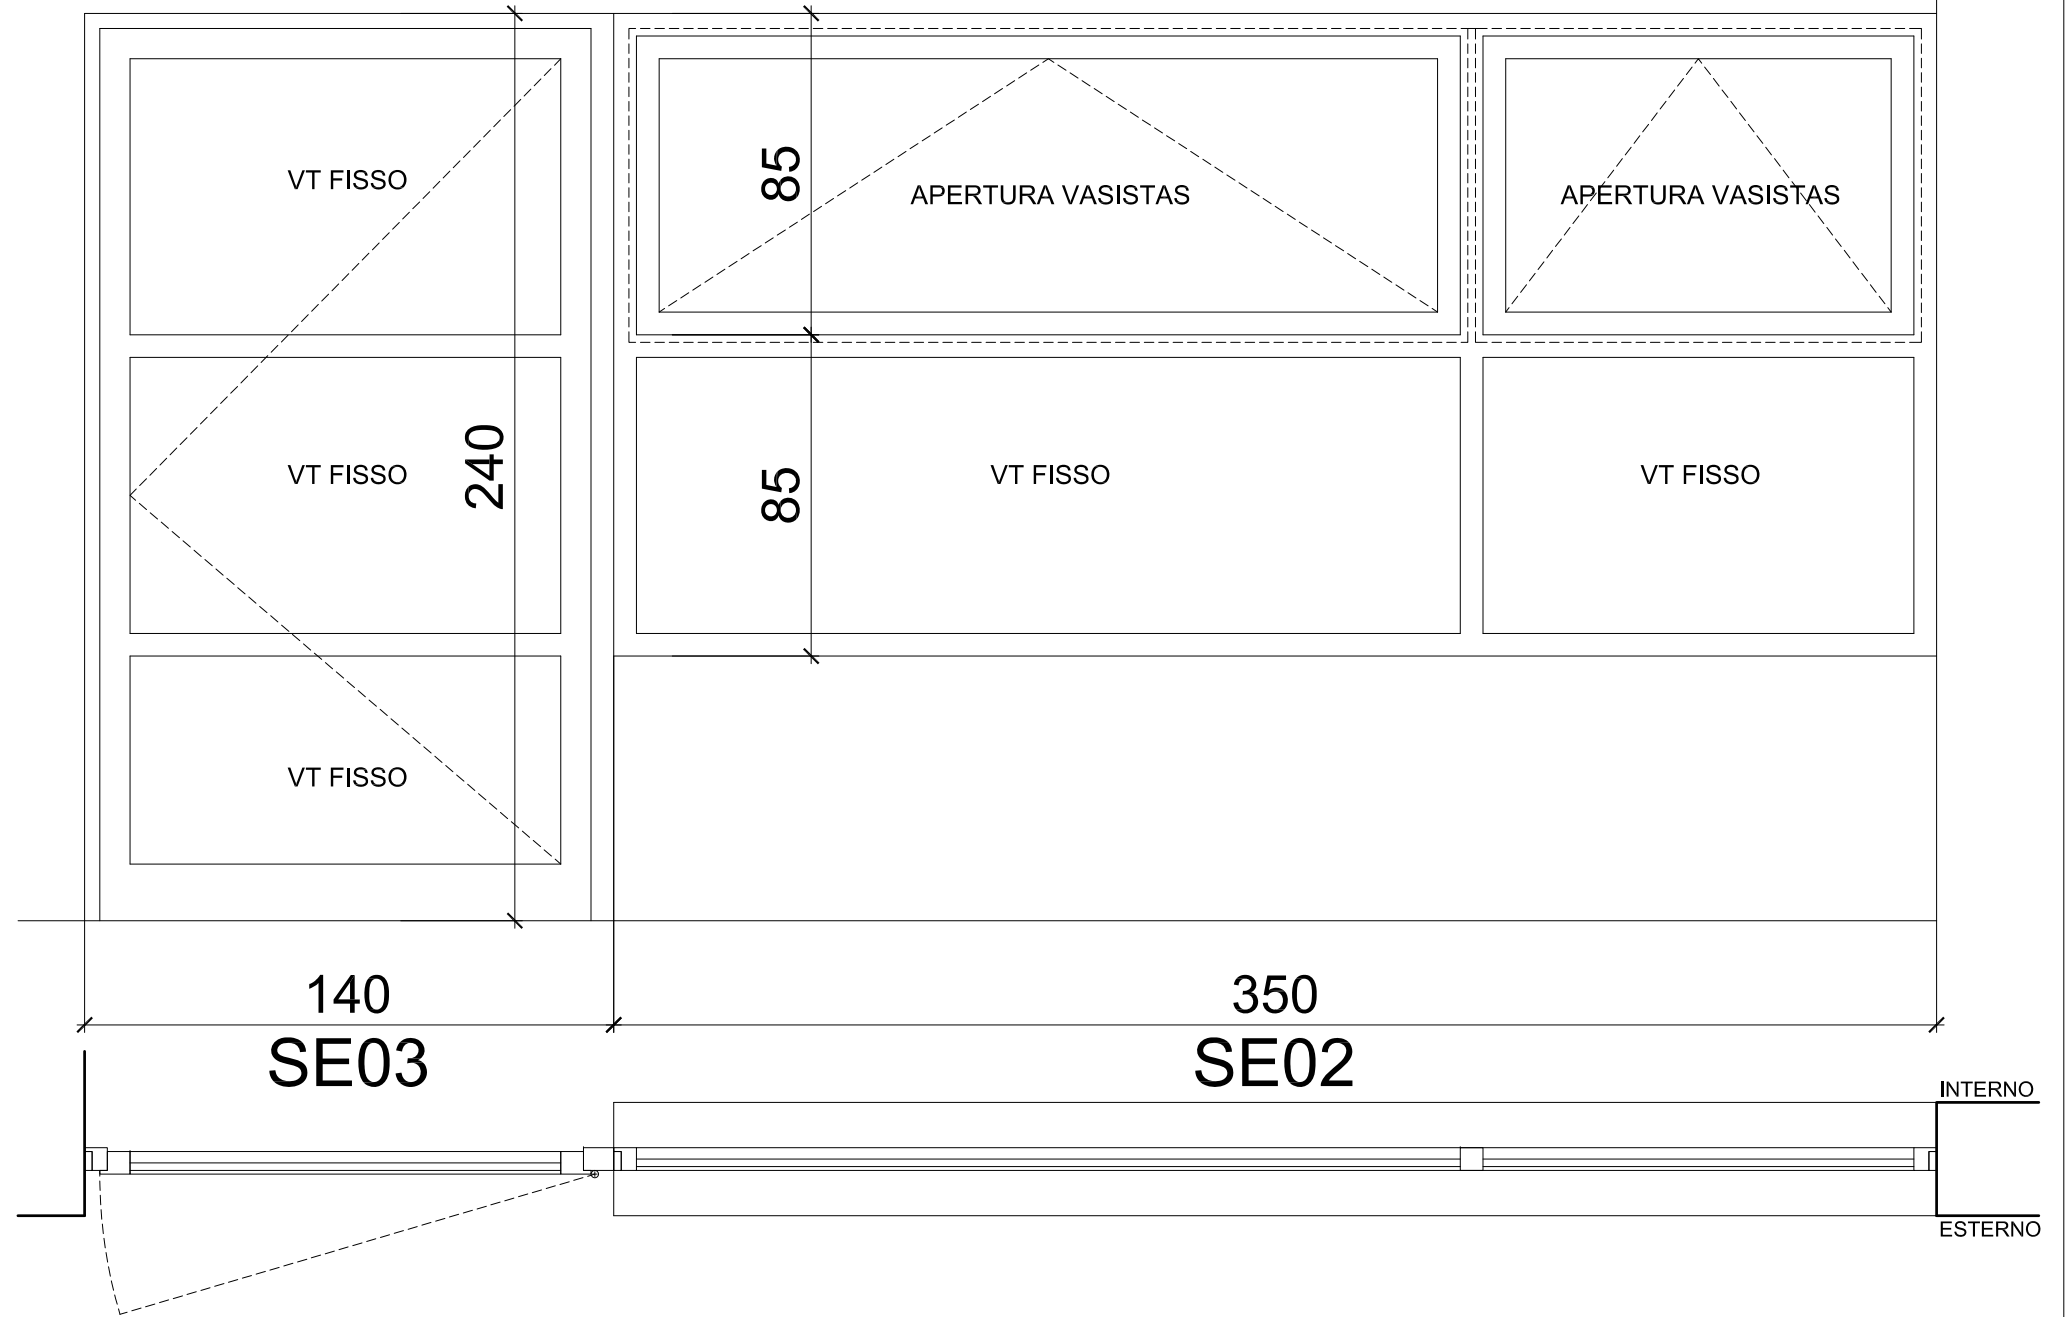 VT FISSO
85
APERTURA VASISTAS
APERTURA VASISTAS
VT FISSO
240
85
VT FISSO
VT FISSO
VT FISSO
140
350
SE03
SE02
INTERNO
ESTERNO